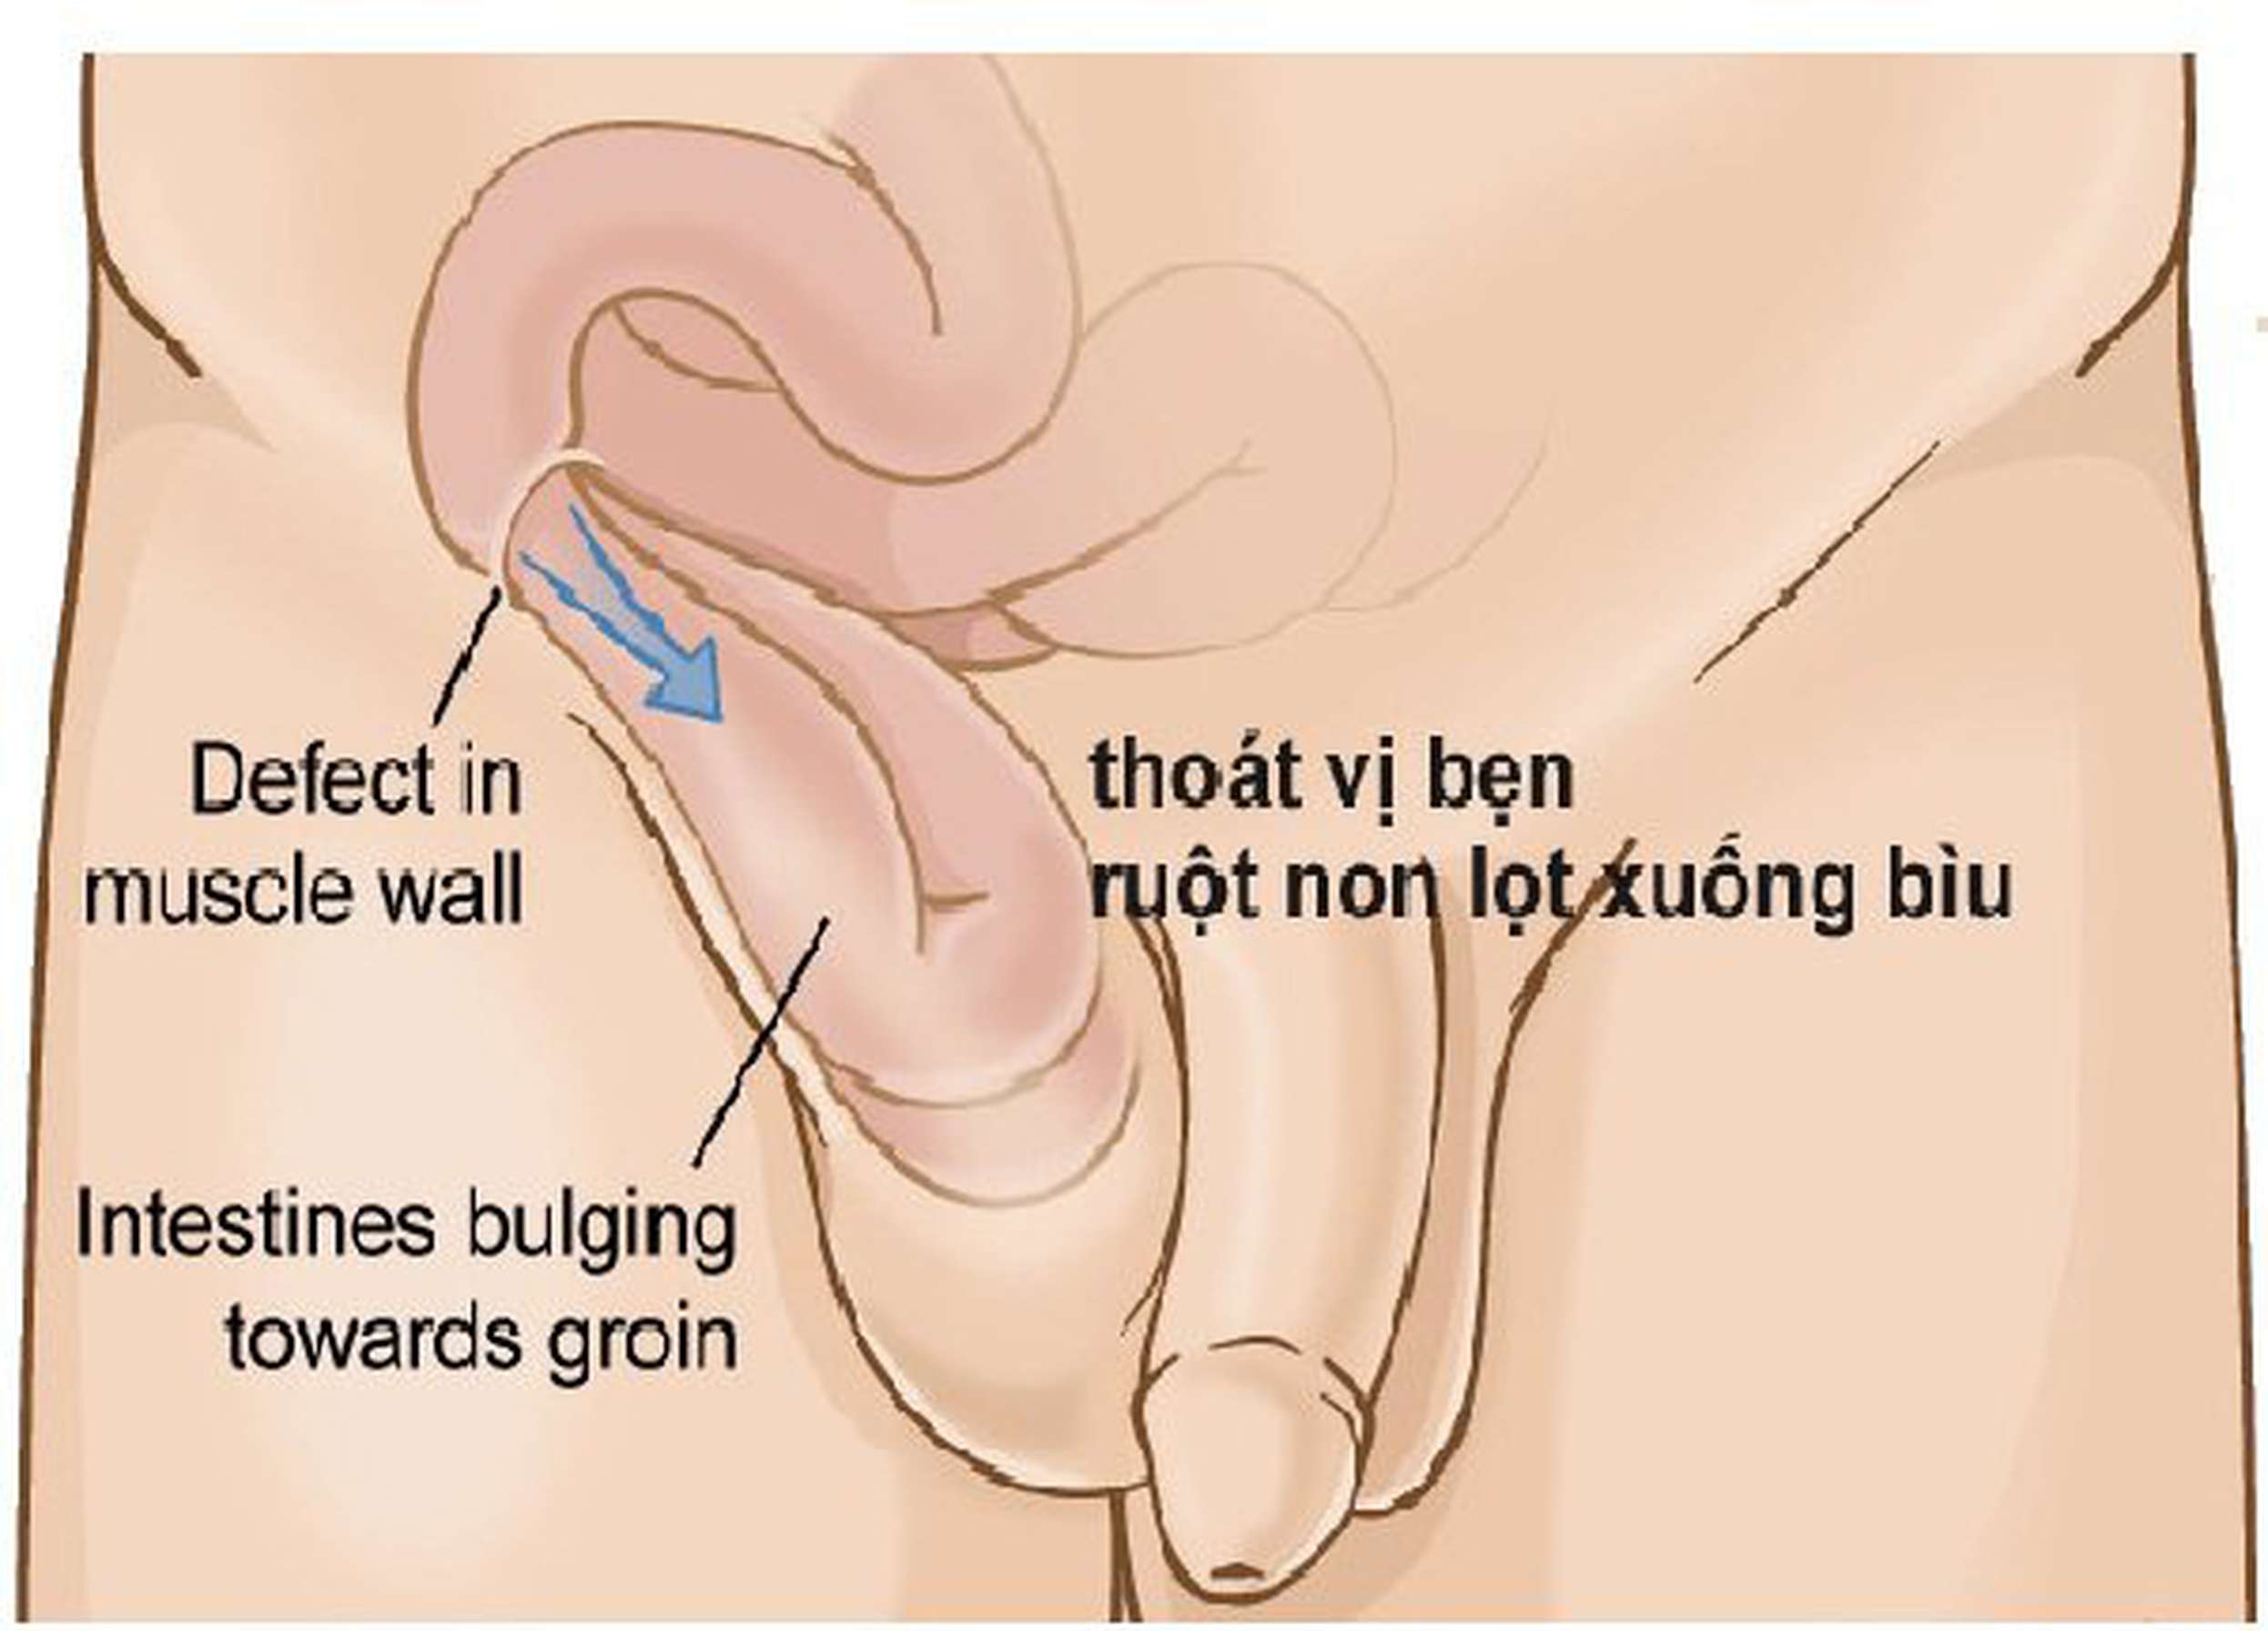 Defect in
muscle wall
thoát vị bẹn
ruột non lọt xuống bìu
Intestines bulging
towards groin